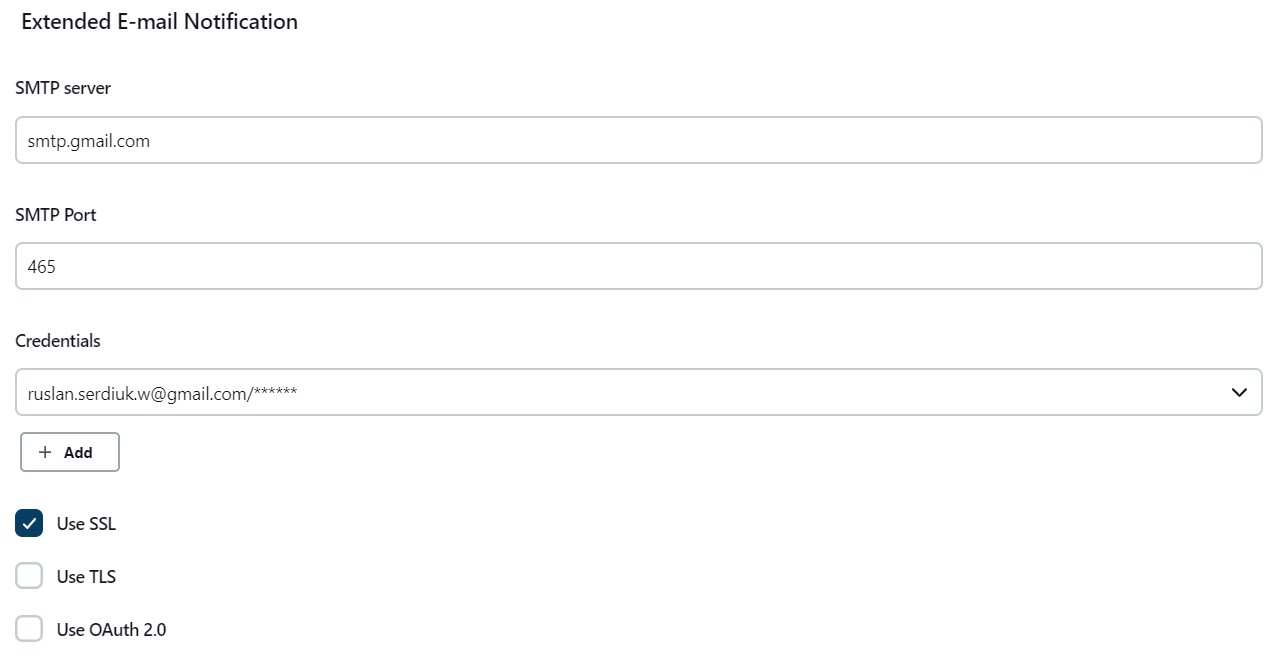 Extended E-mail Notification
SMTP server
smtp.gmail.com
SMTP Port
465
Credentials
ruslan.serdiuk.w@gmail.com/******
+ Add
Use SSL
Use TLS
Use OAuth 2.0